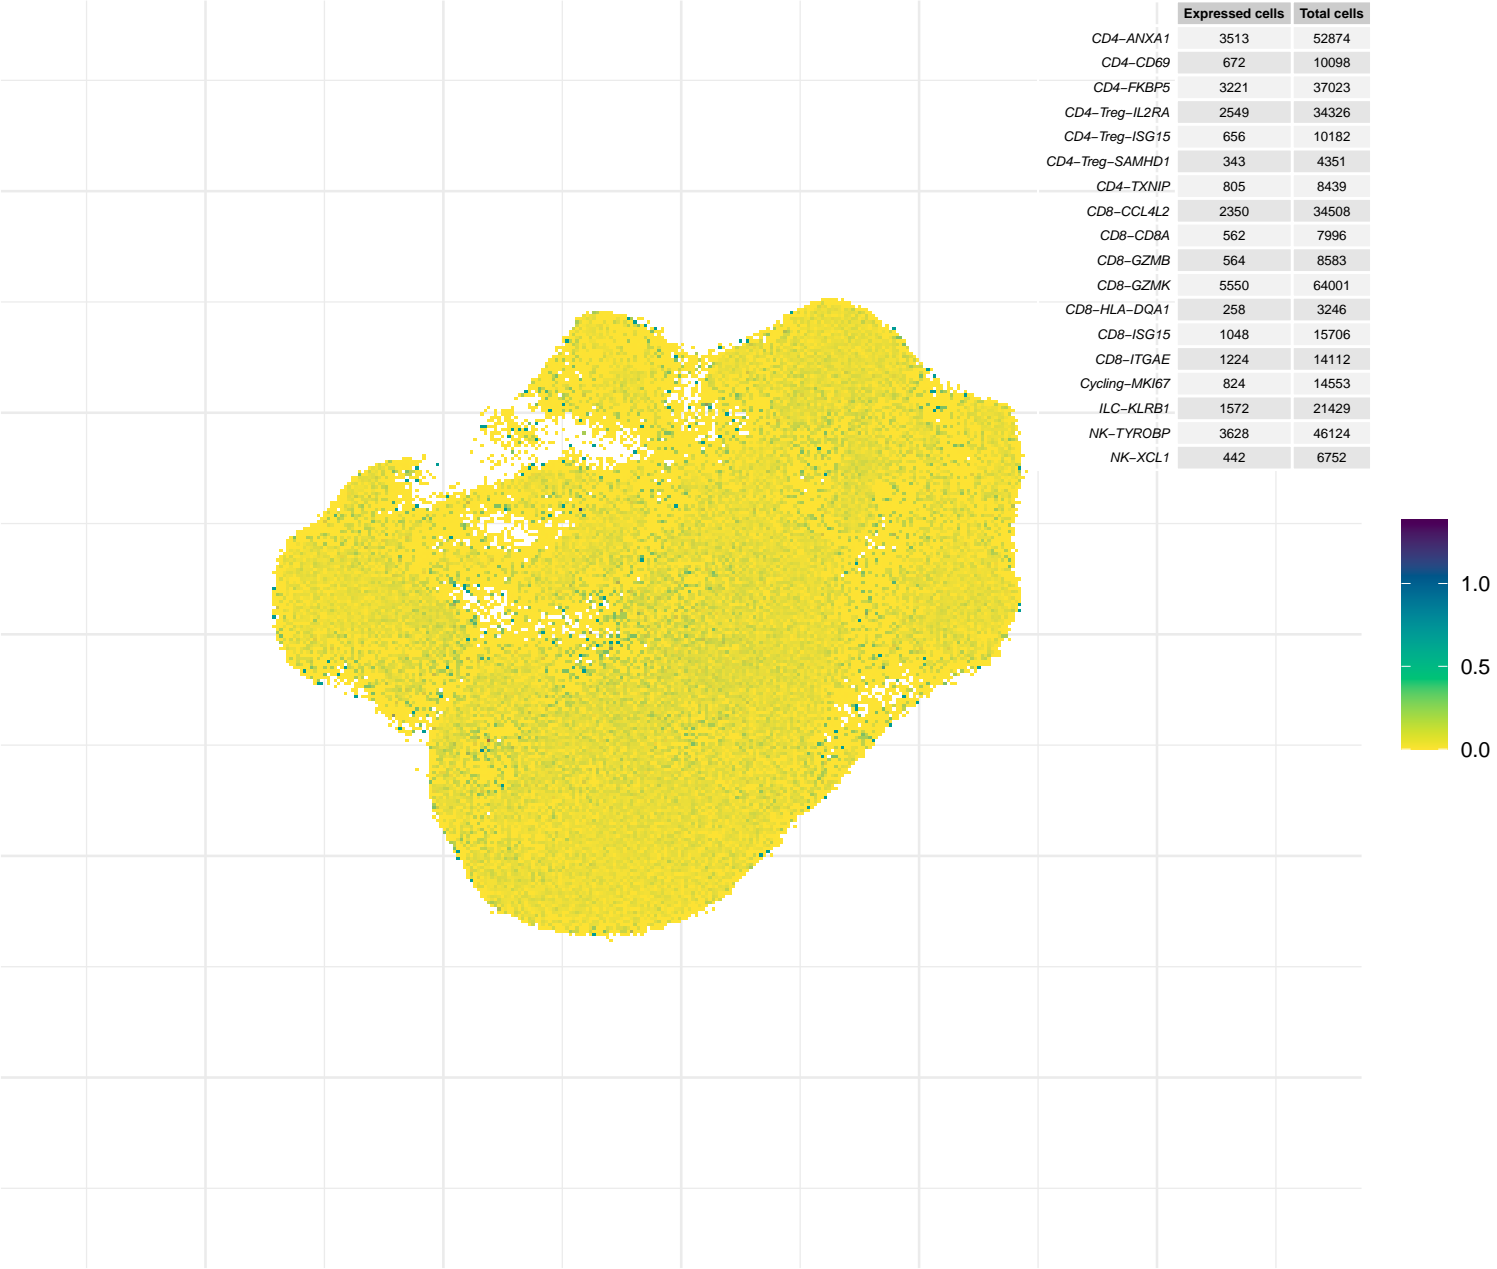 Expressed cells Total cells
CD4−ANXA1 3513 52874
CD4−CD69 672 10098
CD4−FKBP5 3221 37023
CD4−Treg−IL2RA 2549 34326
CD4−Treg−ISG15 656 10182
CD4−Treg−SAMHD1 343 4351
CD4−TXNIP 805 8439
CD8−CCL4L2 2350 34508
CD8−CD8A 562 7996
CD8−GZMB 564 8583
CD8−GZMK 5550 64001
CD8−HLA−DQA1 258 3246
CD8−ISG15 1048 15706
CD8−ITGAE 1224 14112
Cycling−MKI67 824 14553
ILC−KLRB1 1572 21429
NK−TYROBP 3628 46124
NK−XCL1 442 6752
1.0
0.5
0.0